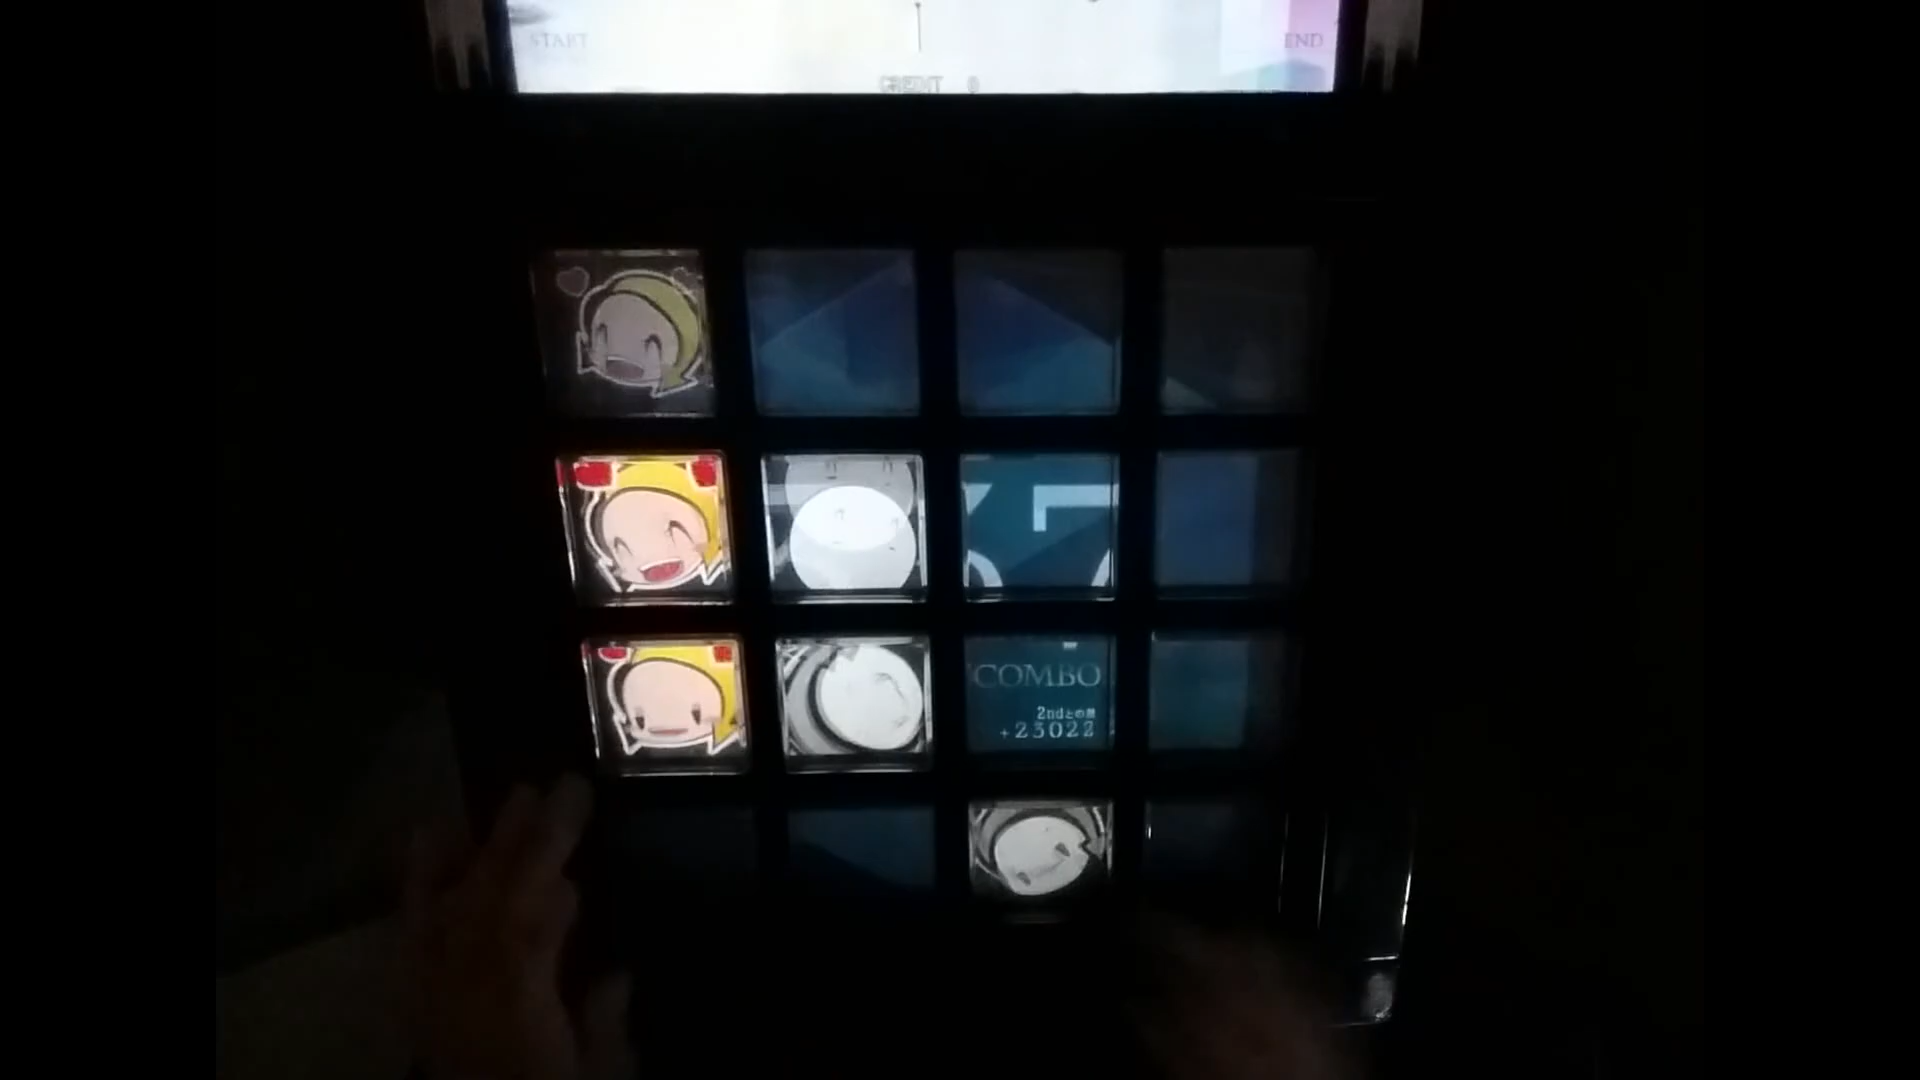 START
END
CREDIT 0
COMBO
2ndとの差
+23022